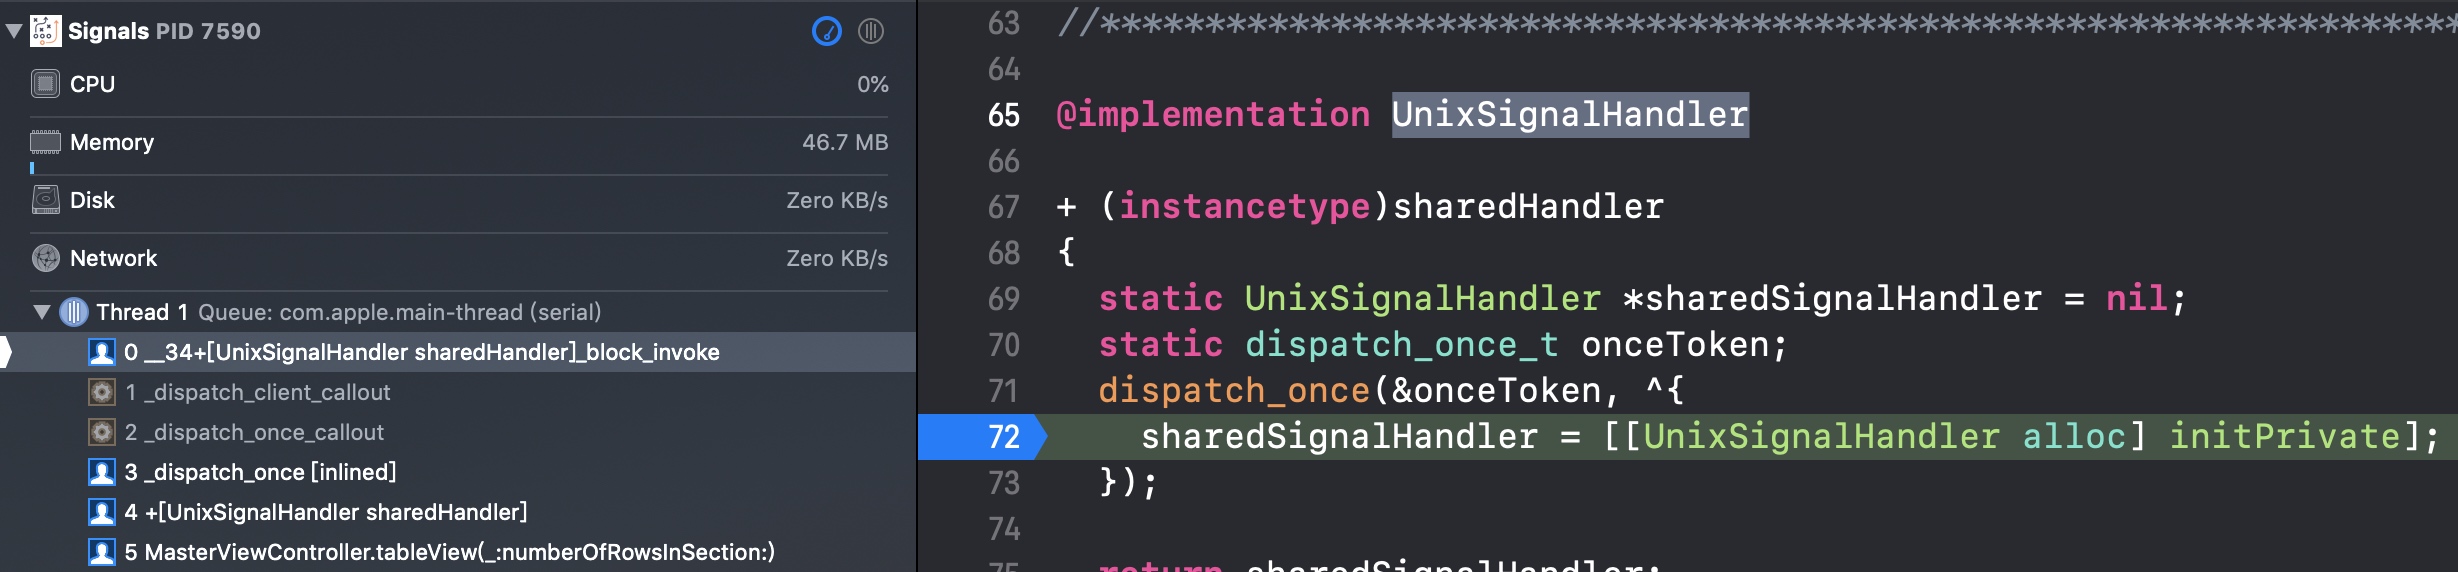 Signals PID 7590
CPU 0%
Memory 46.7 MB
Disk Zero KB/s
Network Zero KB/s
Thread 1 Queue: com.apple.main-thread (serial)
0 __34+[UnixSignalHandler sharedHandler]_block_invoke
1 _dispatch_client_callout
2 _dispatch_once_callout
3 _dispatch_once [inlined]
4 +[UnixSignalHandler sharedHandler]
5 MasterViewController.tableView(_:numberOfRowsInSection:)
63 //*****************************************************************
64
65 @implementation UnixSignalHandler
66
67 + (instancetype)sharedHandler
68 {
69 static UnixSignalHandler *sharedSignalHandler = nil;
70 static dispatch_once_t onceToken;
71 dispatch_once(&onceToken, ^{
72 sharedSignalHandler = [[UnixSignalHandler alloc] initPrivate];
73 });
74
75 return sharedSignalHandler;